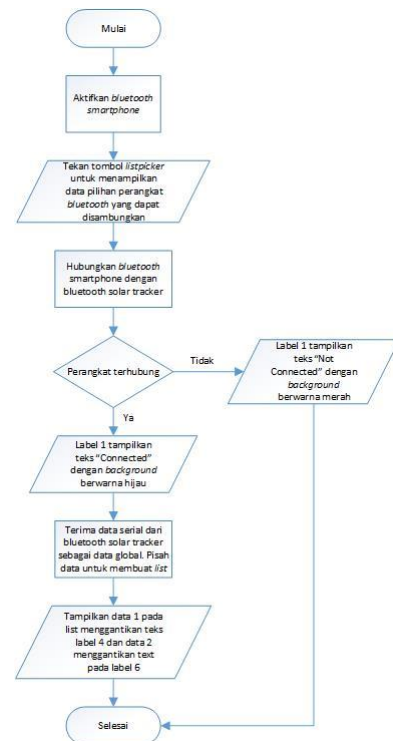 Mulai
Aktifkan bluetooth
smartphone
Tekan tombol listpicker
untuk menampilkan
data pilihan perangkat
bluetooth yang dapat
disambungkan
Hubungkan bluetooth
smartphone dengan
bluetooth solar tracker
Perangkat terhubung
Tidak
Label 1 tampilkan
teks “Not
Connected” dengan
background
berwarna merah
Ya
Label 1 tampilkan
teks “Connected”
dengan background
berwarna hijau
Terima data serial dari
bluetooth solar tracker
sebagai data global. Pisah
data untuk membuat list
Tampilkan data 1 pada
list menggantikan teks
label 4 dan data 2
menggantikan text
pada label 6
Selesai